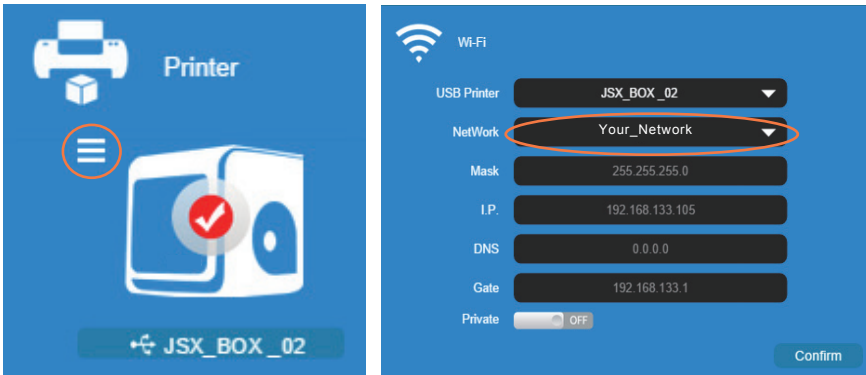 Printer
JSX_BOX _02
Wi-Fi
USB Printer JSX_BOX _02
NetWork Your_Network
Mask 255.255.255.0
I.P. 192.168.133.105
DNS 0.0.0.0
Gate 192.168.133.1
Private OFF
Confirm